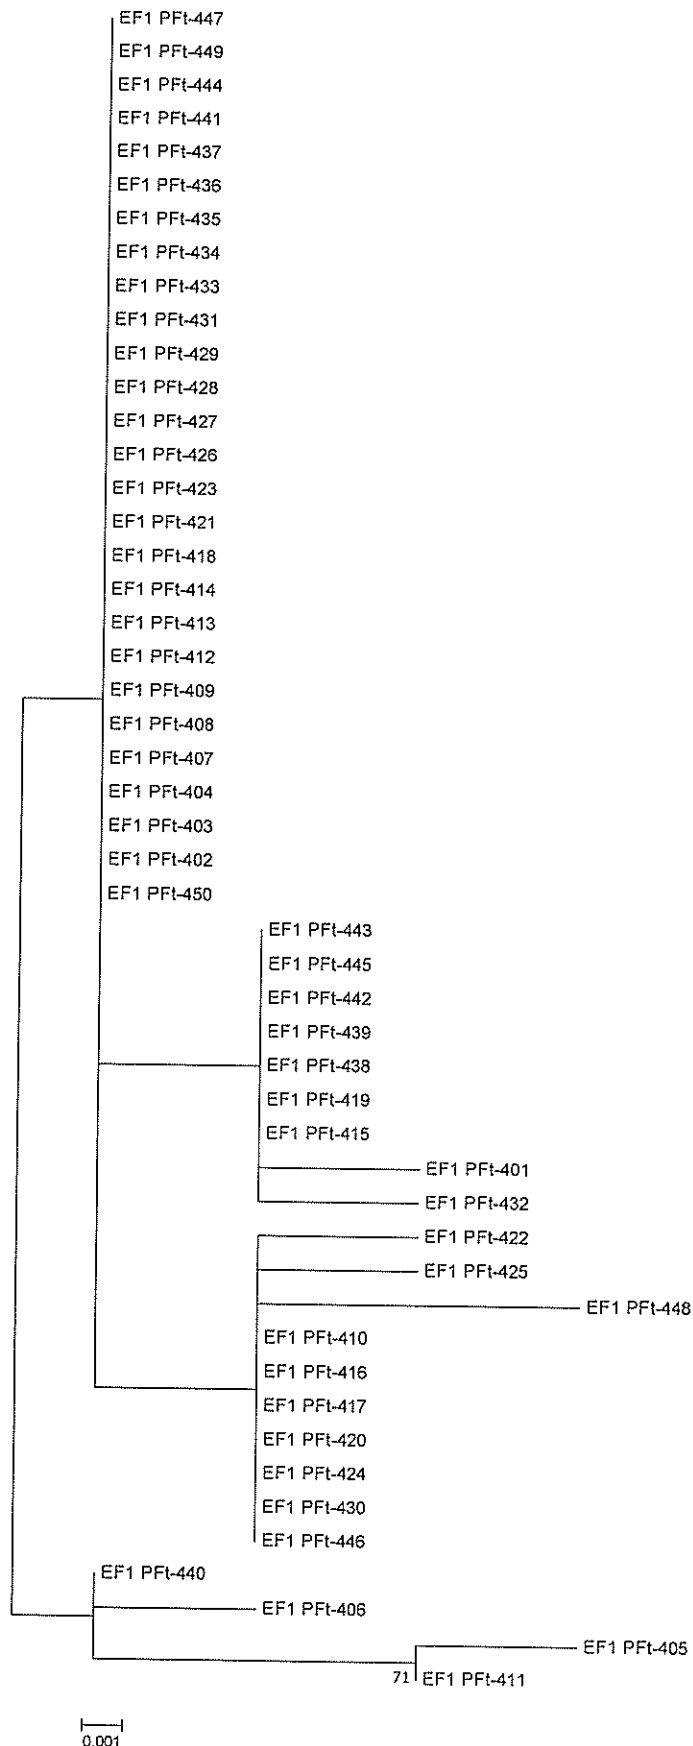 EF1 PFt-447
EF1 PFt-449
EF1 PFt-444
EF1 PFt-441
EF1 PFt-437
EF1 PFt-436
EF1 PFt-435
EF1 PFt-434
EF1 PFt-433
EF1 PFt-431
EF1 PFt-429
EF1 PFt-428
EF1 PFt-427
EF1 PFt-426
EF1 PFt-423
EF1 PFt-421
EF1 PFt-418
EF1 PFt-414
EF1 PFt-413
EF1 PFt-412
EF1 PFt-409
EF1 PFt-408
EF1 PFt-407
EF1 PFt-404
EF1 PFt-403
EF1 PFt-402
EF1 PFt-450
EF1 PFt-443
EF1 PFt-445
EF1 PFt-442
EF1 PFt-439
EF1 PFt-438
EF1 PFt-419
EF1 PFt-415
EF1 PFt-401
EF1 PFt-432
EF1 PFt-422
EF1 PFt-425
EF1 PFt-448
EF1 PFt-410
EF1 PFt-416
EF1 PFt-417
EF1 PFt-420
EF1 PFt-424
EF1 PFt-430
EF1 PFt-446
EF1 PFt-440
EF1 PFt-406
EF1 PFt-405
71 EF1 PFt-411
0.001